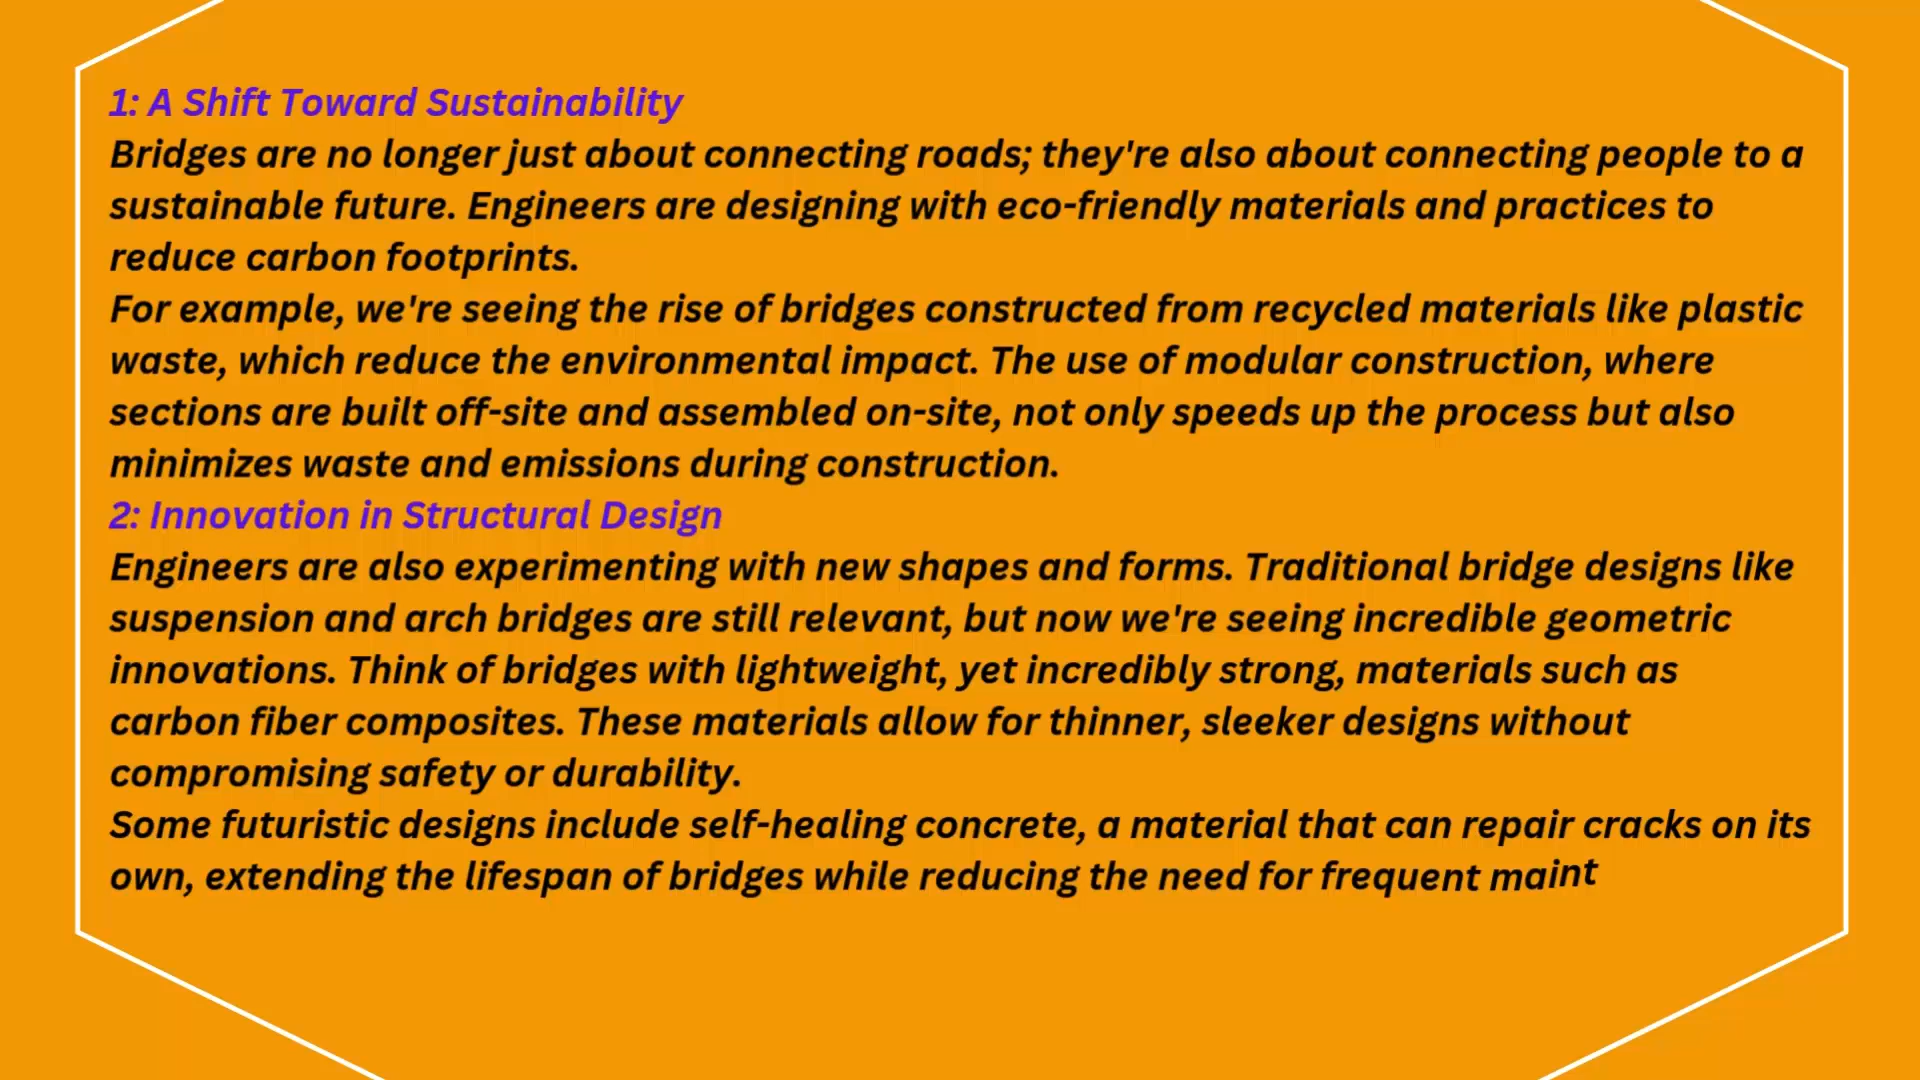 1: A Shift Toward Sustainability
Bridges are no longer just about connecting roads; they're also about connecting people to a
sustainable future. Engineers are designing with eco-friendly materials and practices to
reduce carbon footprints.
For example, we're seeing the rise of bridges constructed from recycled materials like plastic
waste, which reduce the environmental impact. The use of modular construction, where
sections are built off-site and assembled on-site, not only speeds up the process but also
minimizes waste and emissions during construction.
2: Innovation in Structural Design
Engineers are also experimenting with new shapes and forms. Traditional bridge designs like
suspension and arch bridges are still relevant, but now we're seeing incredible geometric
innovations. Think of bridges with lightweight, yet incredibly strong, materials such as
carbon fiber composites. These materials allow for thinner, sleeker designs without
compromising safety or durability.
Some futuristic designs include self-healing concrete, a material that can repair cracks on its
own, extending the lifespan of bridges while reducing the need for frequent maint